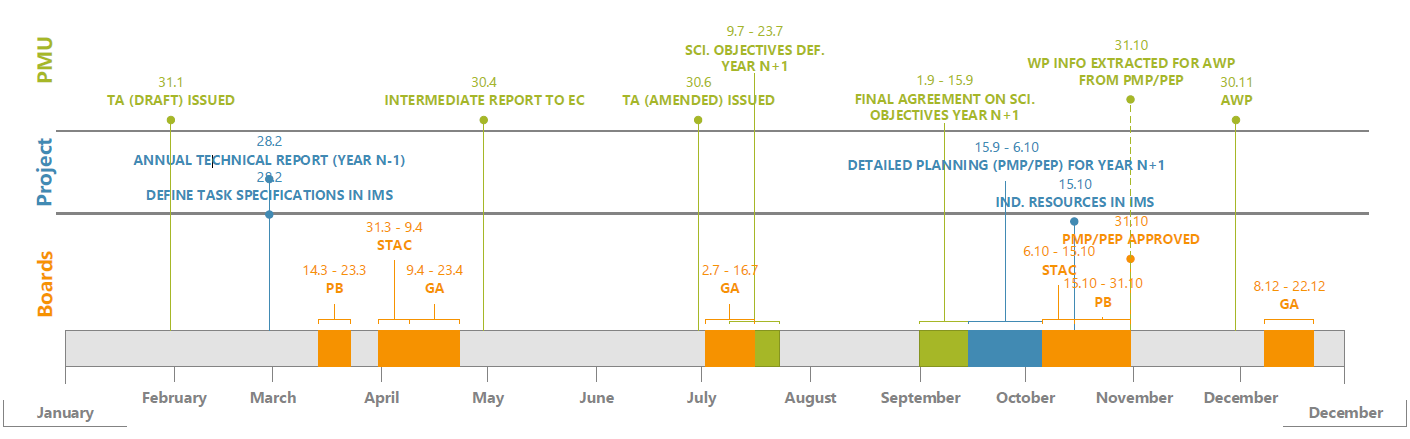 PMU
9.7 - 23.7
SCI. OBJECTIVES DEF.
YEAR N+1
31.10
WP INFO EXTRACTED FOR AWP
FROM PMP/PEP
31.1
TA (DRAFT) ISSUED
30.4
INTERMEDIATE REPORT TO EC
30.6
TA (AMENDED) ISSUED
1.9 - 15.9
FINAL AGREEMENT ON SCI.
OBJECTIVES YEAR N+1
30.11
AWP
Project
28.2
ANNUAL TECHNICAL REPORT (YEAR N-1)
28.2
DEFINE TASK SPECIFICATIONS IN IMS
15.9 - 6.10
DETAILED PLANNING (PMP/PEP) FOR YEAR N+1
15.10
IND. RESOURCES IN IMS
Boards
31.3 - 9.4
STAC
14.3 - 23.3
PB
9.4 - 23.4
GA
2.7 - 16.7
GA
31.10
PMP/PEP APPROVED
6.10 - 15.10
STAC
15.10 - 31.10
PB
8.12 - 22.12
GA
January
February
March
April
May
June
July
August
September
October
November
December
December